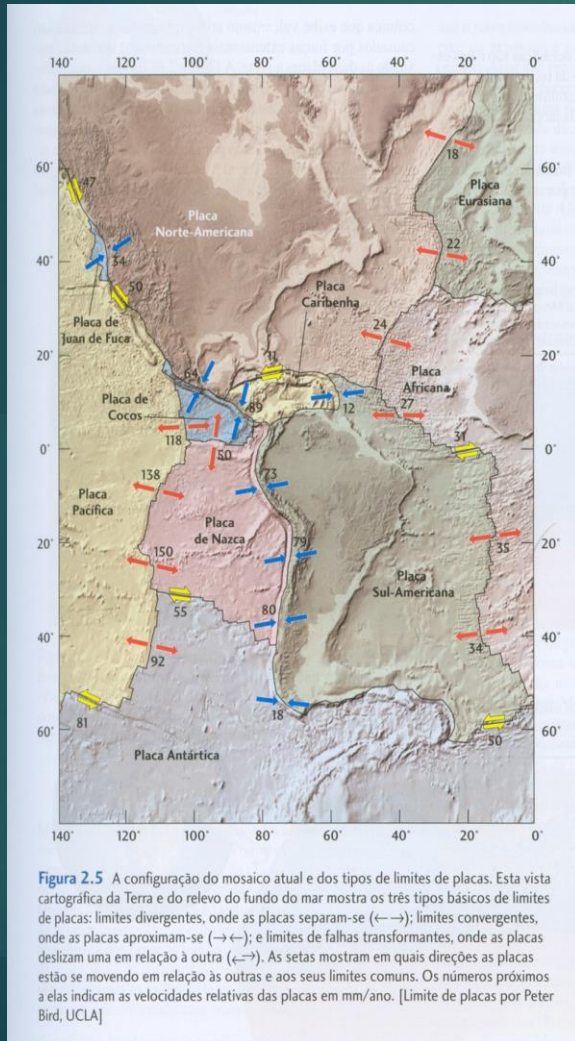 140˚ 120˚ 100˚ 80˚ 60˚ 40˚ 20˚ 0˚
60˚ 60˚
47
18
Placa
Eurasiana
Placa
Norte-Americana
22
40˚ 40˚
34
50
Placa
Caribenha
Placa de
Juan de Fuca
24
20˚ 20˚
71
64
Placa
Africana
Placa de
Cocos
89
12
27
118
31
0˚ 0˚
50
73
138
Placa
Pacífica
Placa
de Nazca
79
35
20˚ 20˚
150
Placa
Sul-Americana
55
80
34
40˚ 40˚
92
18
81
50
60˚ 60˚
Placa Antártica
140˚ 120˚ 100˚ 80˚ 60˚ 40˚ 20˚ 0˚
Figura 2.5 A configuração do mosaico atual e dos tipos de limites de placas. Esta vista
cartográfica da Terra e do relevo do fundo do mar mostra os três tipos básicos de limites
de placas: limites divergentes, onde as placas separam-se (←→); limites convergentes,
onde as placas aproximam-se (→←); e limites de falhas transformantes, onde as placas
deslizam uma em relação à outra (⇐⇒). As setas mostram em quais direções as placas
estão se movendo em relação às outras e aos seus limites comuns. Os números próximos
a elas indicam as velocidades relativas das placas em mm/ano. [Limite de placas por Peter
Bird, UCLA]